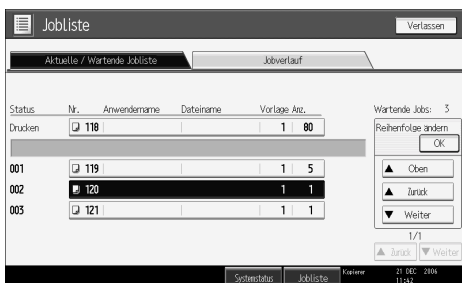 Jobliste
Verlassen
Aktuelle / Wartende Jobliste
Jobverlauf
Status Nr. Anwendername Dateiname Vorlage Anz.
Wartende Jobs: 3
Drucken 118 1 80
Reihenfolge ändern
OK
001 119 1 5
▲ Oben
002 120 1 1
▲ Zurück
003 121 1 1
▼ Weiter
1/1
▲ Zurück ▼ Weiter
Systemstatus Jobliste Kopierer 21 DEC 2006
11:42